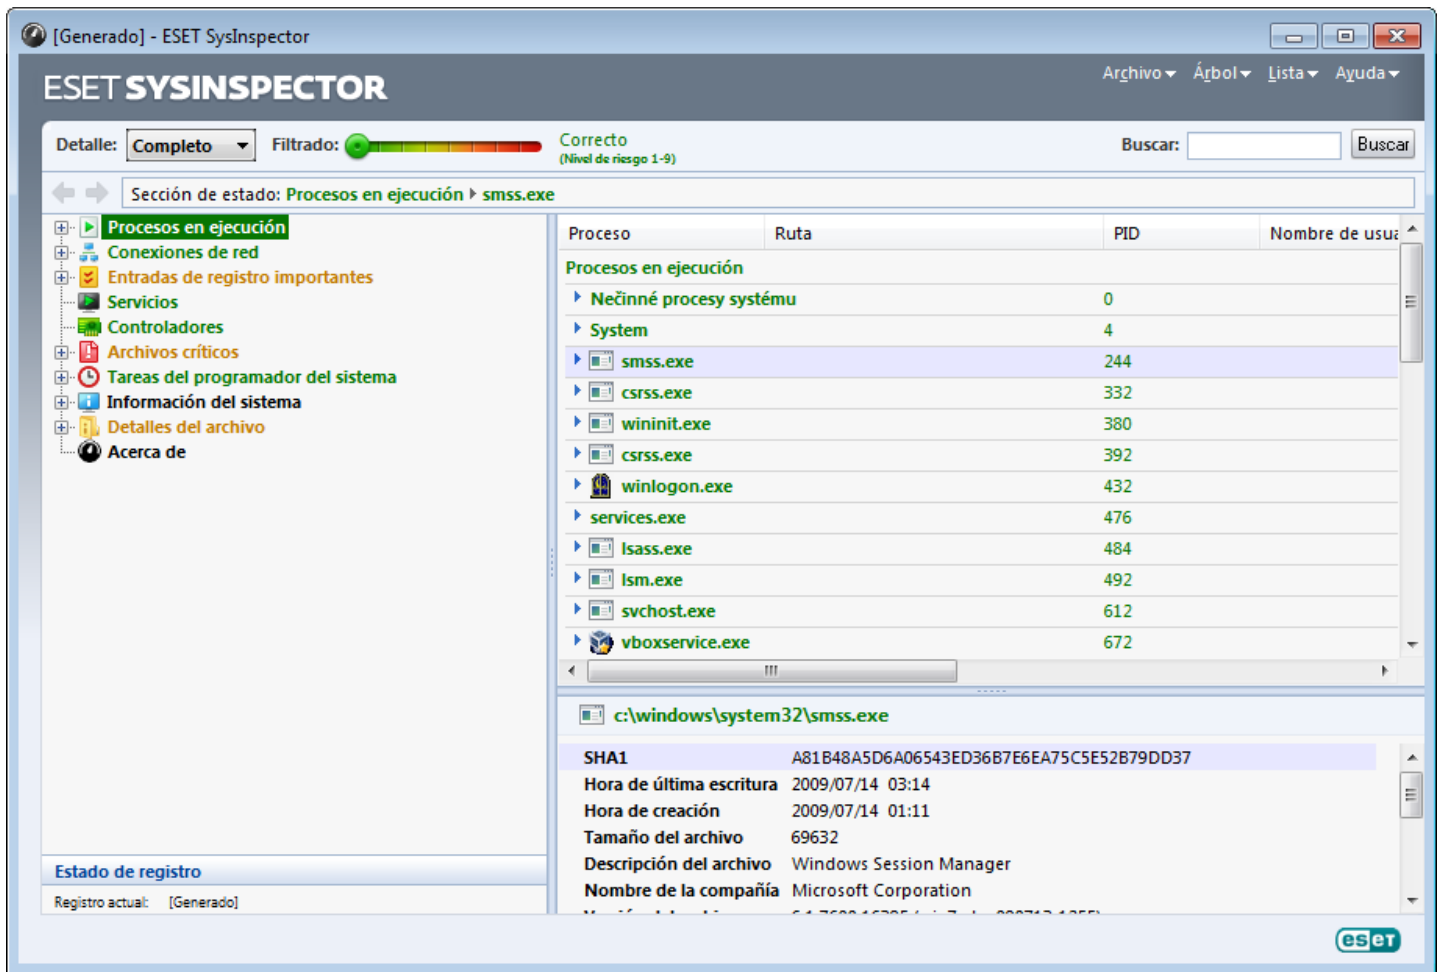 [Generado] - ESET SysInspector
ESET SYSINSPECTOR
Archivo Árbol Lista Ayuda
Detalle: Completo Filtrado: Correcto Buscar: Buscar
(Nivel de riesgo 1-9)
Sección de estado: Procesos en ejecución smss.exe
Procesos en ejecución
Conexiones de red
Entradas de registro importantes
Servicios
Controladores
Archivos críticos
Tareas del programador del sistema
Información del sistema
Detalles del archivo
Acerca de
Estado de registro
Registro actual: [Generado]
Proceso Ruta PID Nombre de usua
Procesos en ejecución
Nečinné procesy systému 0
System 4
smss.exe 244
csrss.exe 332
wininit.exe 380
csrss.exe 392
winlogon.exe 432
services.exe 476
lsass.exe 484
lsm.exe 492
svchost.exe 612
vboxservice.exe 672
c:\windows\system32\smss.exe
SHA1 A81B48A5D6A06543ED36B7E6EA75C5E52B79DD37
Hora de última escritura 2009/07/14 03:14
Hora de creación 2009/07/14 01:11
Tamaño del archivo 69632
Descripción del archivo Windows Session Manager
Nombre de la compañía Microsoft Corporation
eset